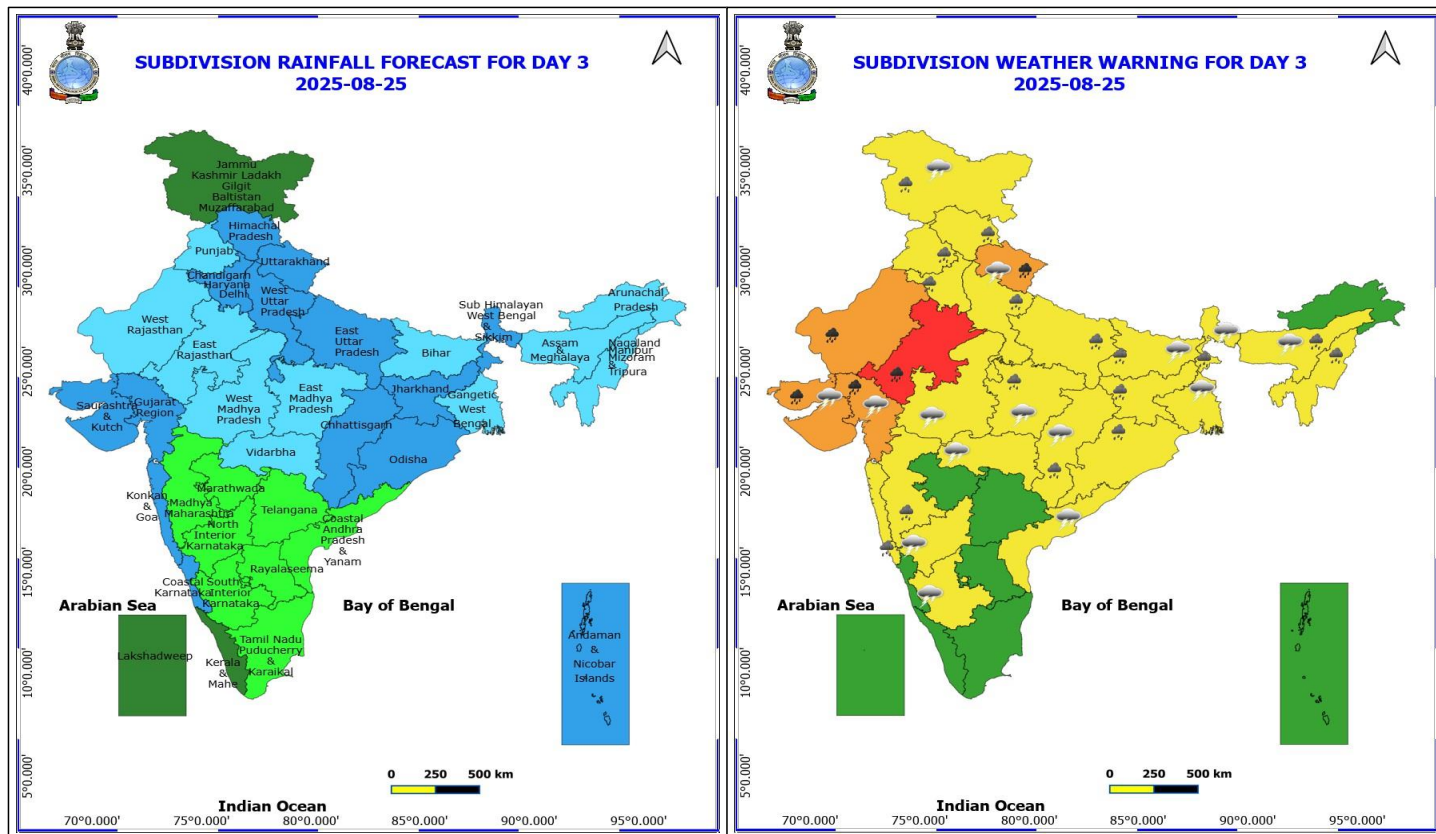 SUBDIVISION RAINFALL FORECAST FOR DAY 3
2025-08-25
40°0.000'
35°0.000'
30°0.000'
25°0.000'
20°0.000'
15°0.000'
10°0.000'
5°0.000'
Jammu
Kashmir Ladakh
Gilgit
Baltistan
Muzaffarabad
Himachal
Pradesh
Punjab
Uttarakhand
Chandigarh
Haryana
Delhi
West
Uttar
Pradesh
West
Rajasthan
East
Rajasthan
East
Uttar
Pradesh
Sub Himalayan
West Bengal
&
Sikkim
Arunachal
Pradesh
Assam
&
Meghalaya
Nagaland
Manipur
Mizoram
&
Tripura
Bihar
Jharkhand
Gangetic
West
Bengal
Saurashtra
&
Kutch
Gujarat
Region
West
Madhya
Pradesh
East
Madhya
Pradesh
Chhattisgarh
Odisha
Vidarbha
Konkan
&
Goa
Marathwada
Madhya
Maharashtra
North
Interior
Karnataka
Telangana
Coastal
Andhra
Pradesh
&
Yanam
Rayalaseema
Coastal
Karnataka
South
Interior
Karnataka
Arabian Sea
Bay of Bengal
Lakshadweep
Kerala
&
Mahe
Tamil Nadu
Puducherry
&
Karaikal
Andaman
&
Nicobar
Islands
0 250 500 km
Indian Ocean
70°0.000' 75°0.000' 80°0.000' 85°0.000' 90°0.000' 95°0.000'
SUBDIVISION WEATHER WARNING FOR DAY 3
2025-08-25
40°0.000'
35°0.000'
30°0.000'
25°0.000'
20°0.000'
15°0.000'
10°0.000'
5°0.000'
Arabian Sea
Bay of Bengal
0 250 500 km
Indian Ocean
70°0.000' 75°0.000' 80°0.000' 85°0.000' 90°0.000' 95°0.000'